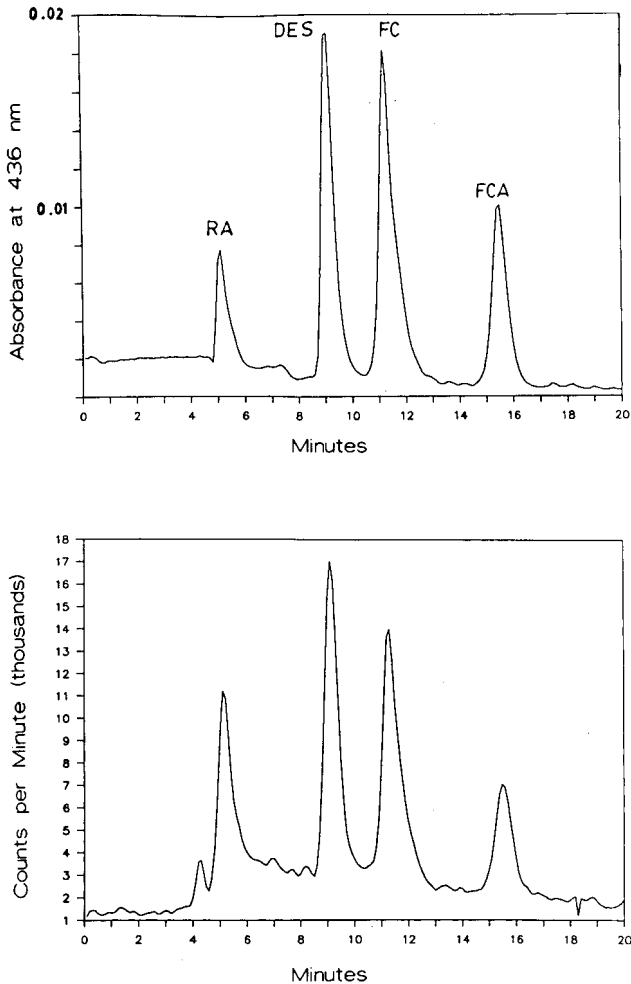 0.02
DES
FC
RA
FCA
0.01
Absorbance at 436 nm
0 2 4 6 8 10 12 14 16 18 20
Minutes
18
17
16
15
14
13
12
11
10
9
8
7
6
5
4
3
2
1
Counts per Minute (thousands)
0 2 4 6 8 10 12 14 16 18 20
Minutes